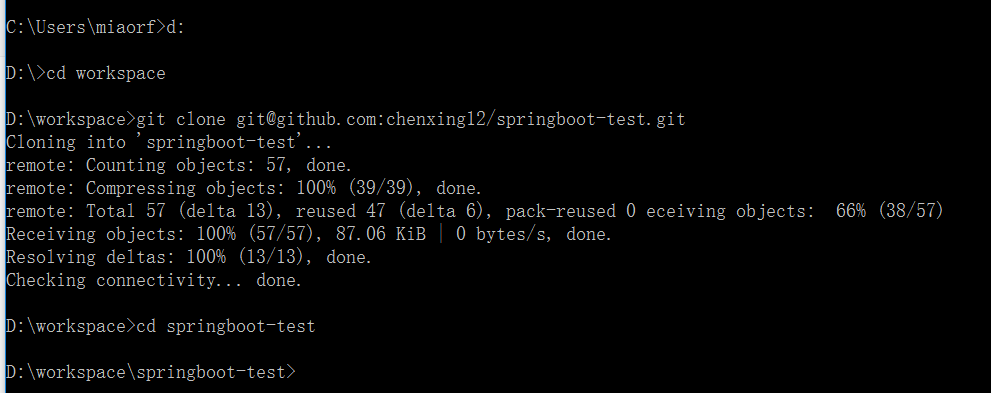 C:\Users\miaorf>d:
D:\>cd workspace
D:\workspace>git clone git@github.com:chenxing12/springboot-test.git
Cloning into 'springboot-test'...
remote: Counting objects: 57, done.
remote: Compressing objects: 100% (39/39), done.
remote: Total 57 (delta 13), reused 47 (delta 6), pack-reused 0 eceiving objects:  66% (38/57)
Receiving objects: 100% (57/57), 87.06 KiB | 0 bytes/s, done.
Resolving deltas: 100% (13/13), done.
Checking connectivity... done.
D:\workspace>cd springboot-test
D:\workspace\springboot-test>